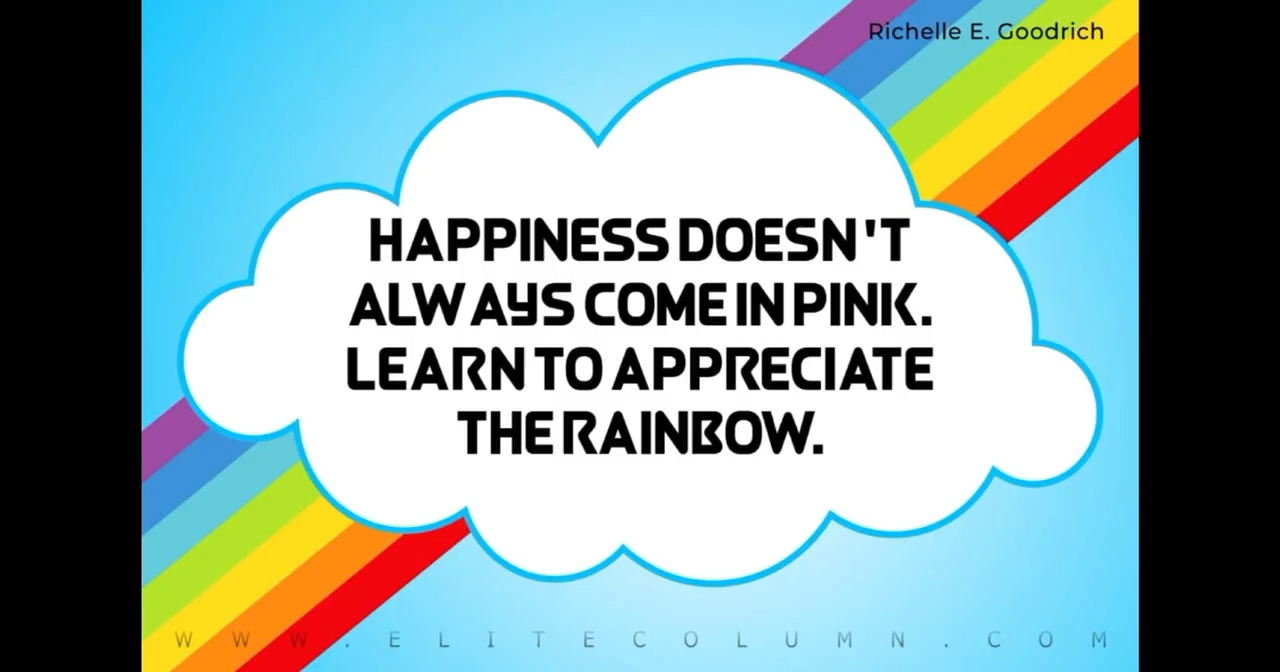 Richelle E. Goodrich
HAPPINESS DOESN'T
ALWAYS COME IN PINK.
LEARN TO APPRECIATE
THE RAINBOW.
WWW.ELITECOLUMN.COM